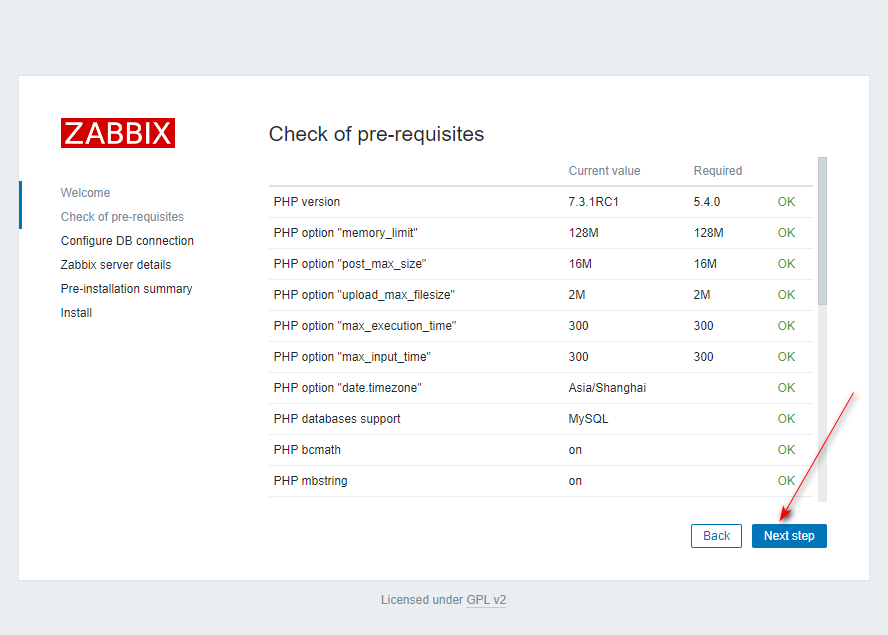 ZABBIX
Welcome
Check of pre-requisites
Configure DB connection
Zabbix server details
Pre-installation summary
Install
Check of pre-requisites
Current value Required
PHP version 7.3.1RC1 5.4.0 OK
PHP option "memory_limit" 128M 128M OK
PHP option "post_max_size" 16M 16M OK
PHP option "upload_max_filesize" 2M 2M OK
PHP option "max_execution_time" 300 300 OK
PHP option "max_input_time" 300 300 OK
PHP option "date.timezone" Asia/Shanghai OK
PHP databases support MySQL OK
PHP bcmath on OK
PHP mbstring on OK
Back Next step
Licensed under GPL v2